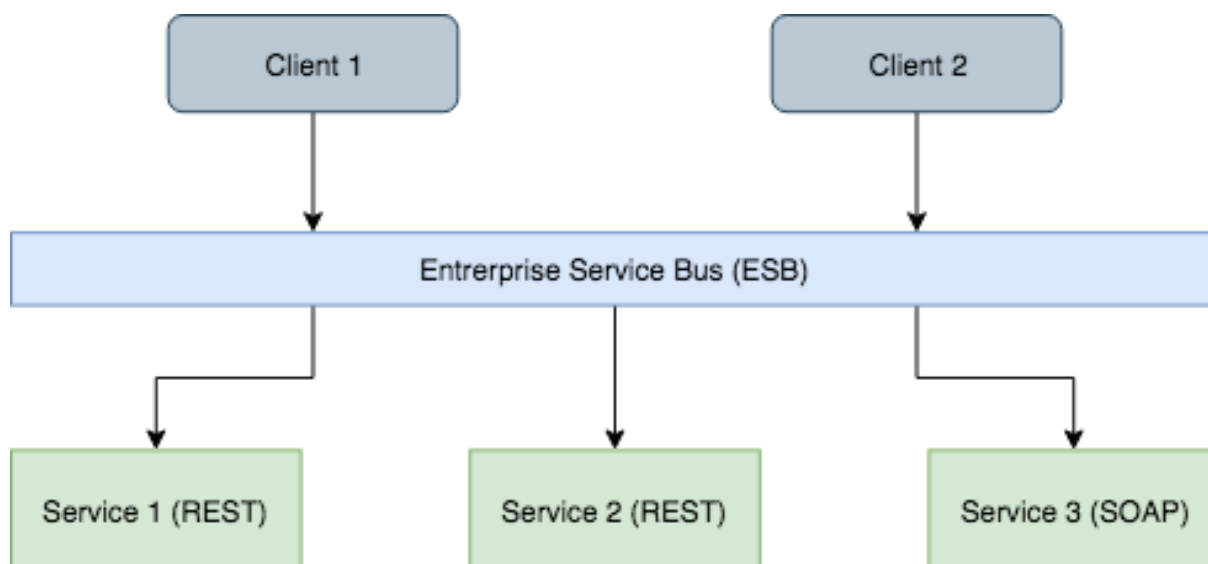 Client 1
Client 2
Entrerprise Service Bus (ESB)
Service 1 (REST)
Service 2 (REST)
Service 3 (SOAP)